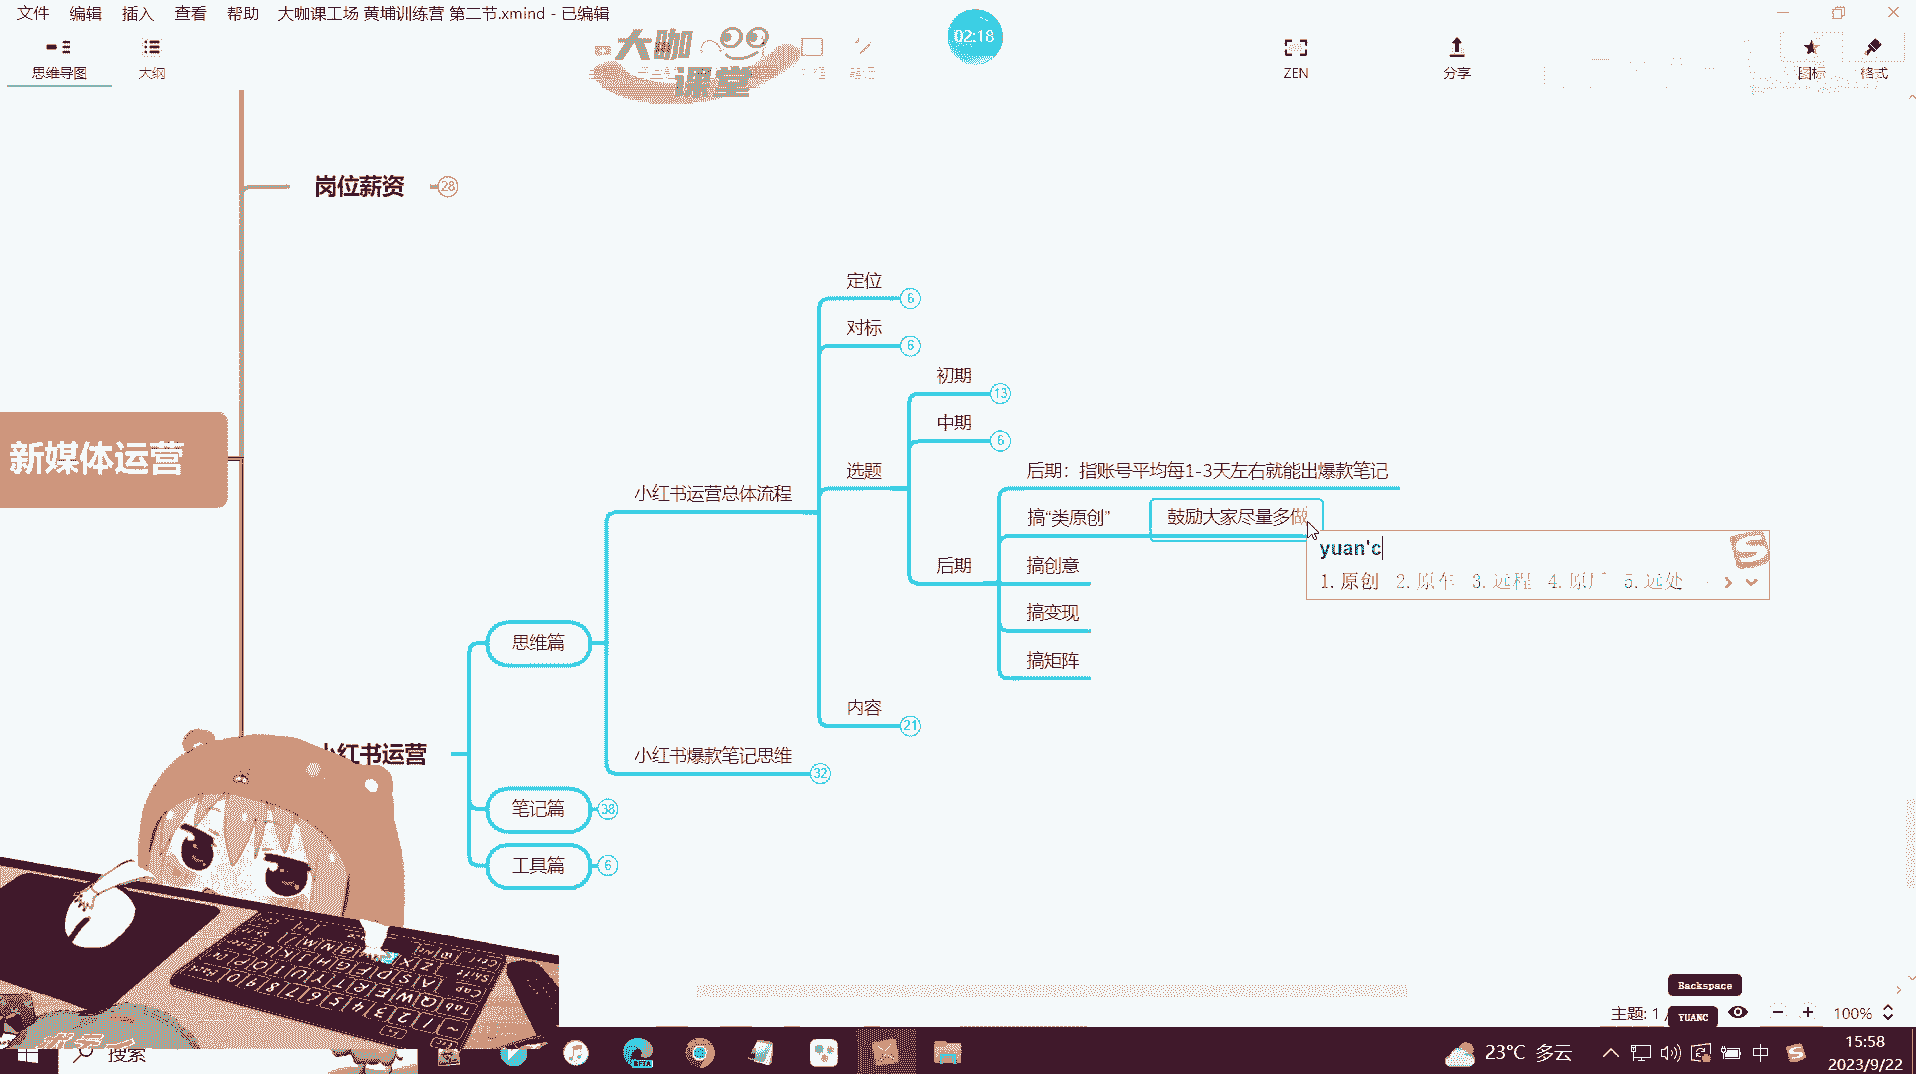 文件 编辑 插入 查看 帮助 大咖课工场 黄埔训练营 第二节.xmind - 已编辑
思维导图 大纲 ZEN 分享 图标 格式
大咖
课堂
02:18
岗位薪资 28
定位 6
对标 6
初期 13
中期 6
新媒体运营
选题
后期：指账号平均每1-3天左右就能出爆款笔记
小红书运营总体流程
搞“类原创” 鼓励大家尽量多做
yuan'c
后期
搞创意
1.原创 2.原车 3.远程 4.原厂 5.远处
搞变现
思维篇
搞矩阵
内容 21
小红书运营
小红书爆款笔记思维 32
笔记篇 38
工具篇 6
Backspace
主题: 1 /
YUANC
100%
搜索
BETA
23°C 多云
中
15:58
2023/9/22